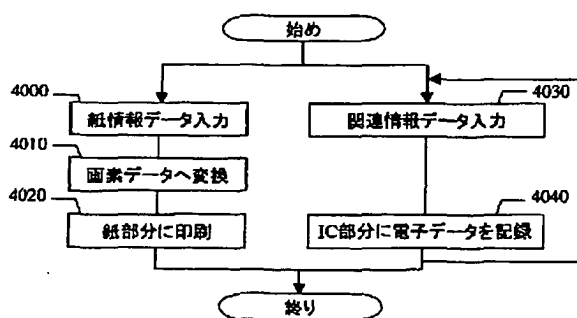 始め
4000
紙情報データ入力
4030
関連情報データ入力
4010
画素データへ変換
4020
紙部分に印刷
4040
IC部分に電子データを記録
終り